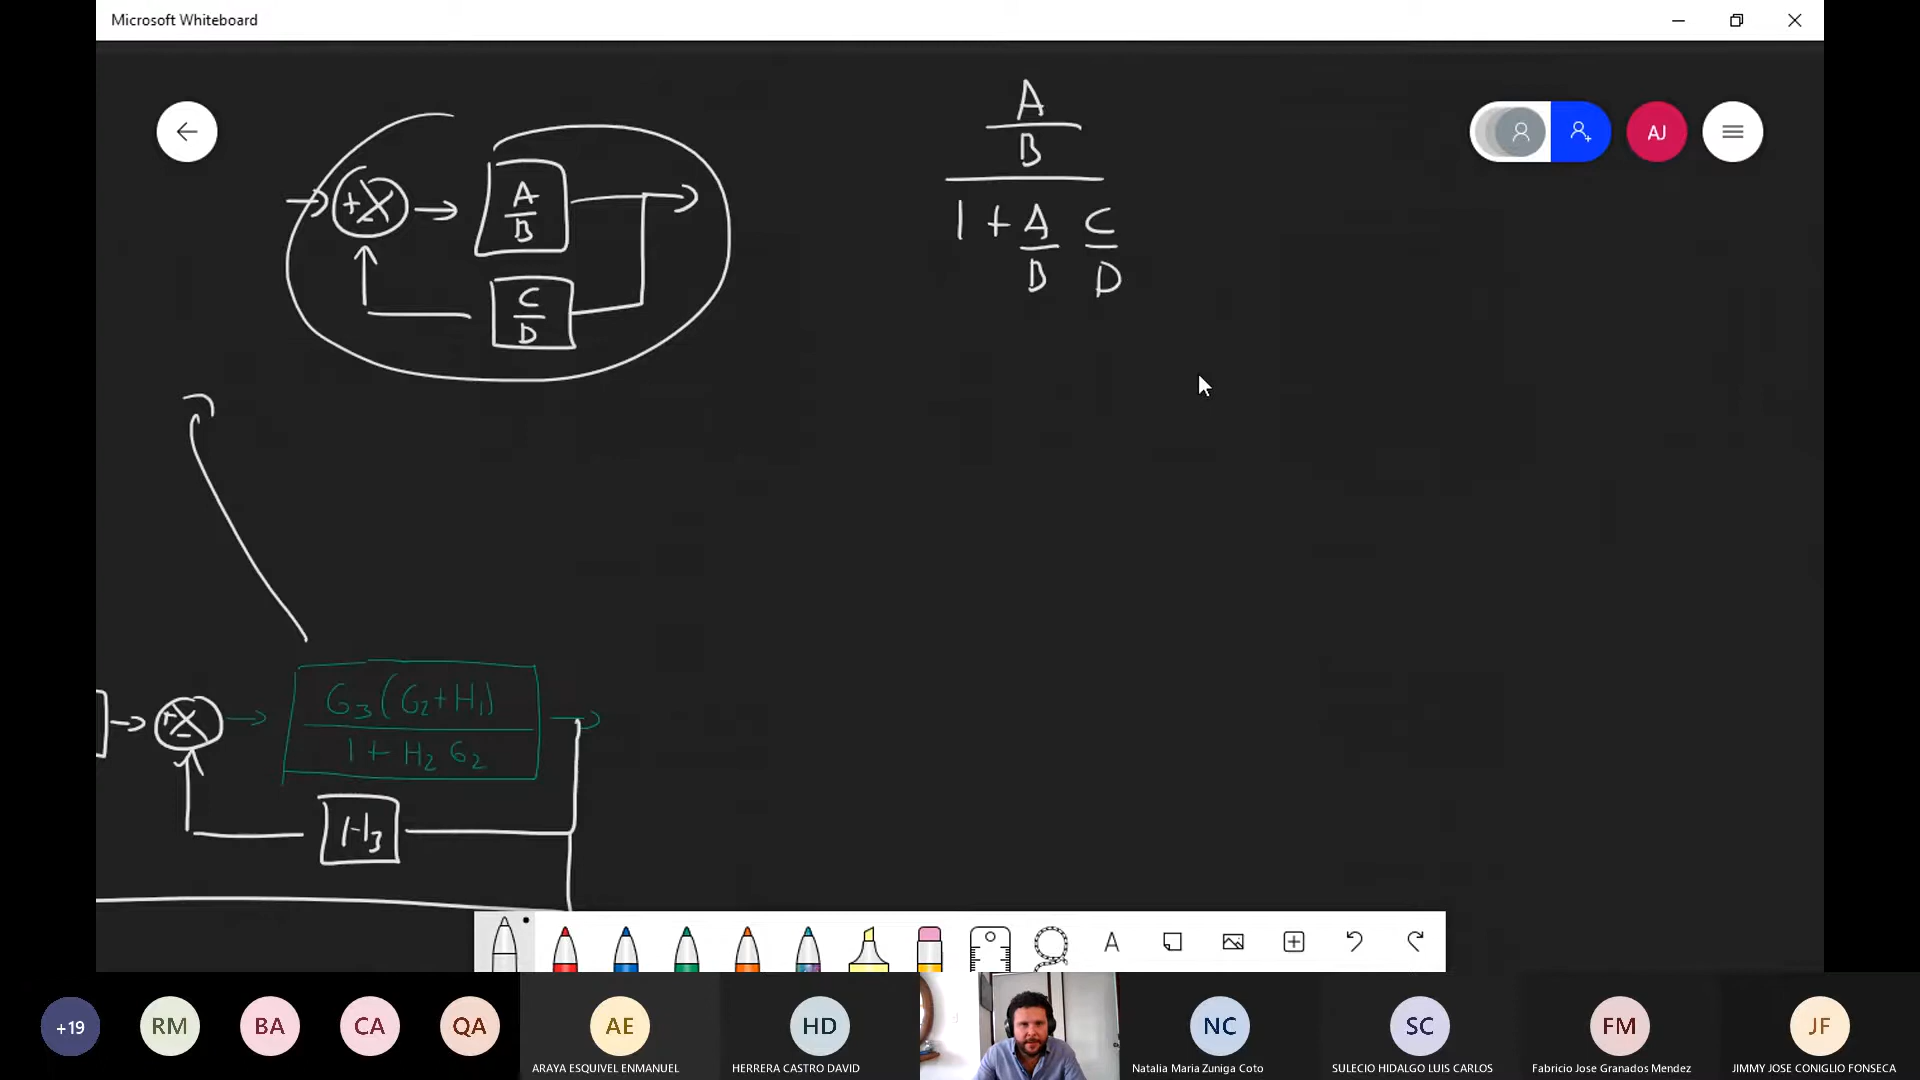 Microsoft Whiteboard
A
B
+ -
A
B
1 + A C
B D
C
D
AJ
G3(G2+H1)
1 + H2 G2
+ -
H3
A
+19
RM
BA
CA
QA
AE
HD
NC
SC
FM
JF
ARAYA ESQUIVEL ENMANUEL
HERRERA CASTRO DAVID
Natalia Maria Zuniga Coto
SULECIO HIDALGO LUIS CARLOS
Fabricio Jose Granados Mendez
JIMMY JOSE CONIGLIO FONSECA